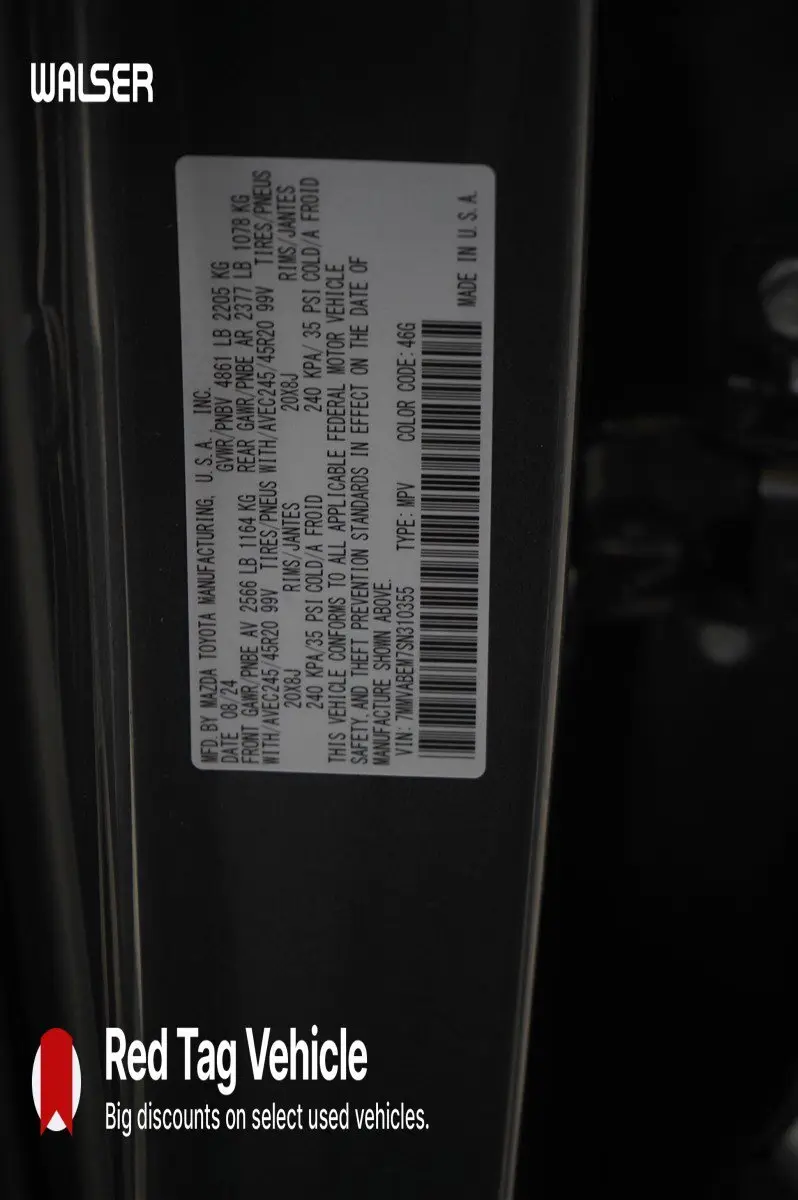 WALSER
MFD. BY MAZDA TOYOTA MANUFACTURING, U.S.A., INC.
DATE 08/24 GVWR/PNBV 4861 LB 2205 KG
FRONT GAWR/PNBE AV 2566 LB 1164 KG REAR GAWR/PNBE AR 2377 LB 1078 KG
WITH/AVEC245/45R20 99V TIRES/PNEUS WITH/AVEC245/45R20 99V TIRES/PNEUS
20X8J RIMS/JANTES 20X8J RIMS/JANTES
240 KPA/35 PSI COLD/A FROID 240 KPA/ 35 PSI COLD/A FROID
THIS VEHICLE CONFORMS TO ALL APPLICABLE FEDERAL MOTOR VEHICLE
SAFETY, AND THEFT PREVENTION STANDARDS IN EFFECT ON THE DATE OF
MANUFACTURE SHOWN ABOVE.
VIN: 7MMVABEM7SN310355 TYPE: MPV COLOR CODE: 46G
MADE IN U.S.A.
Red Tag Vehicle
Big discounts on select used vehicles.